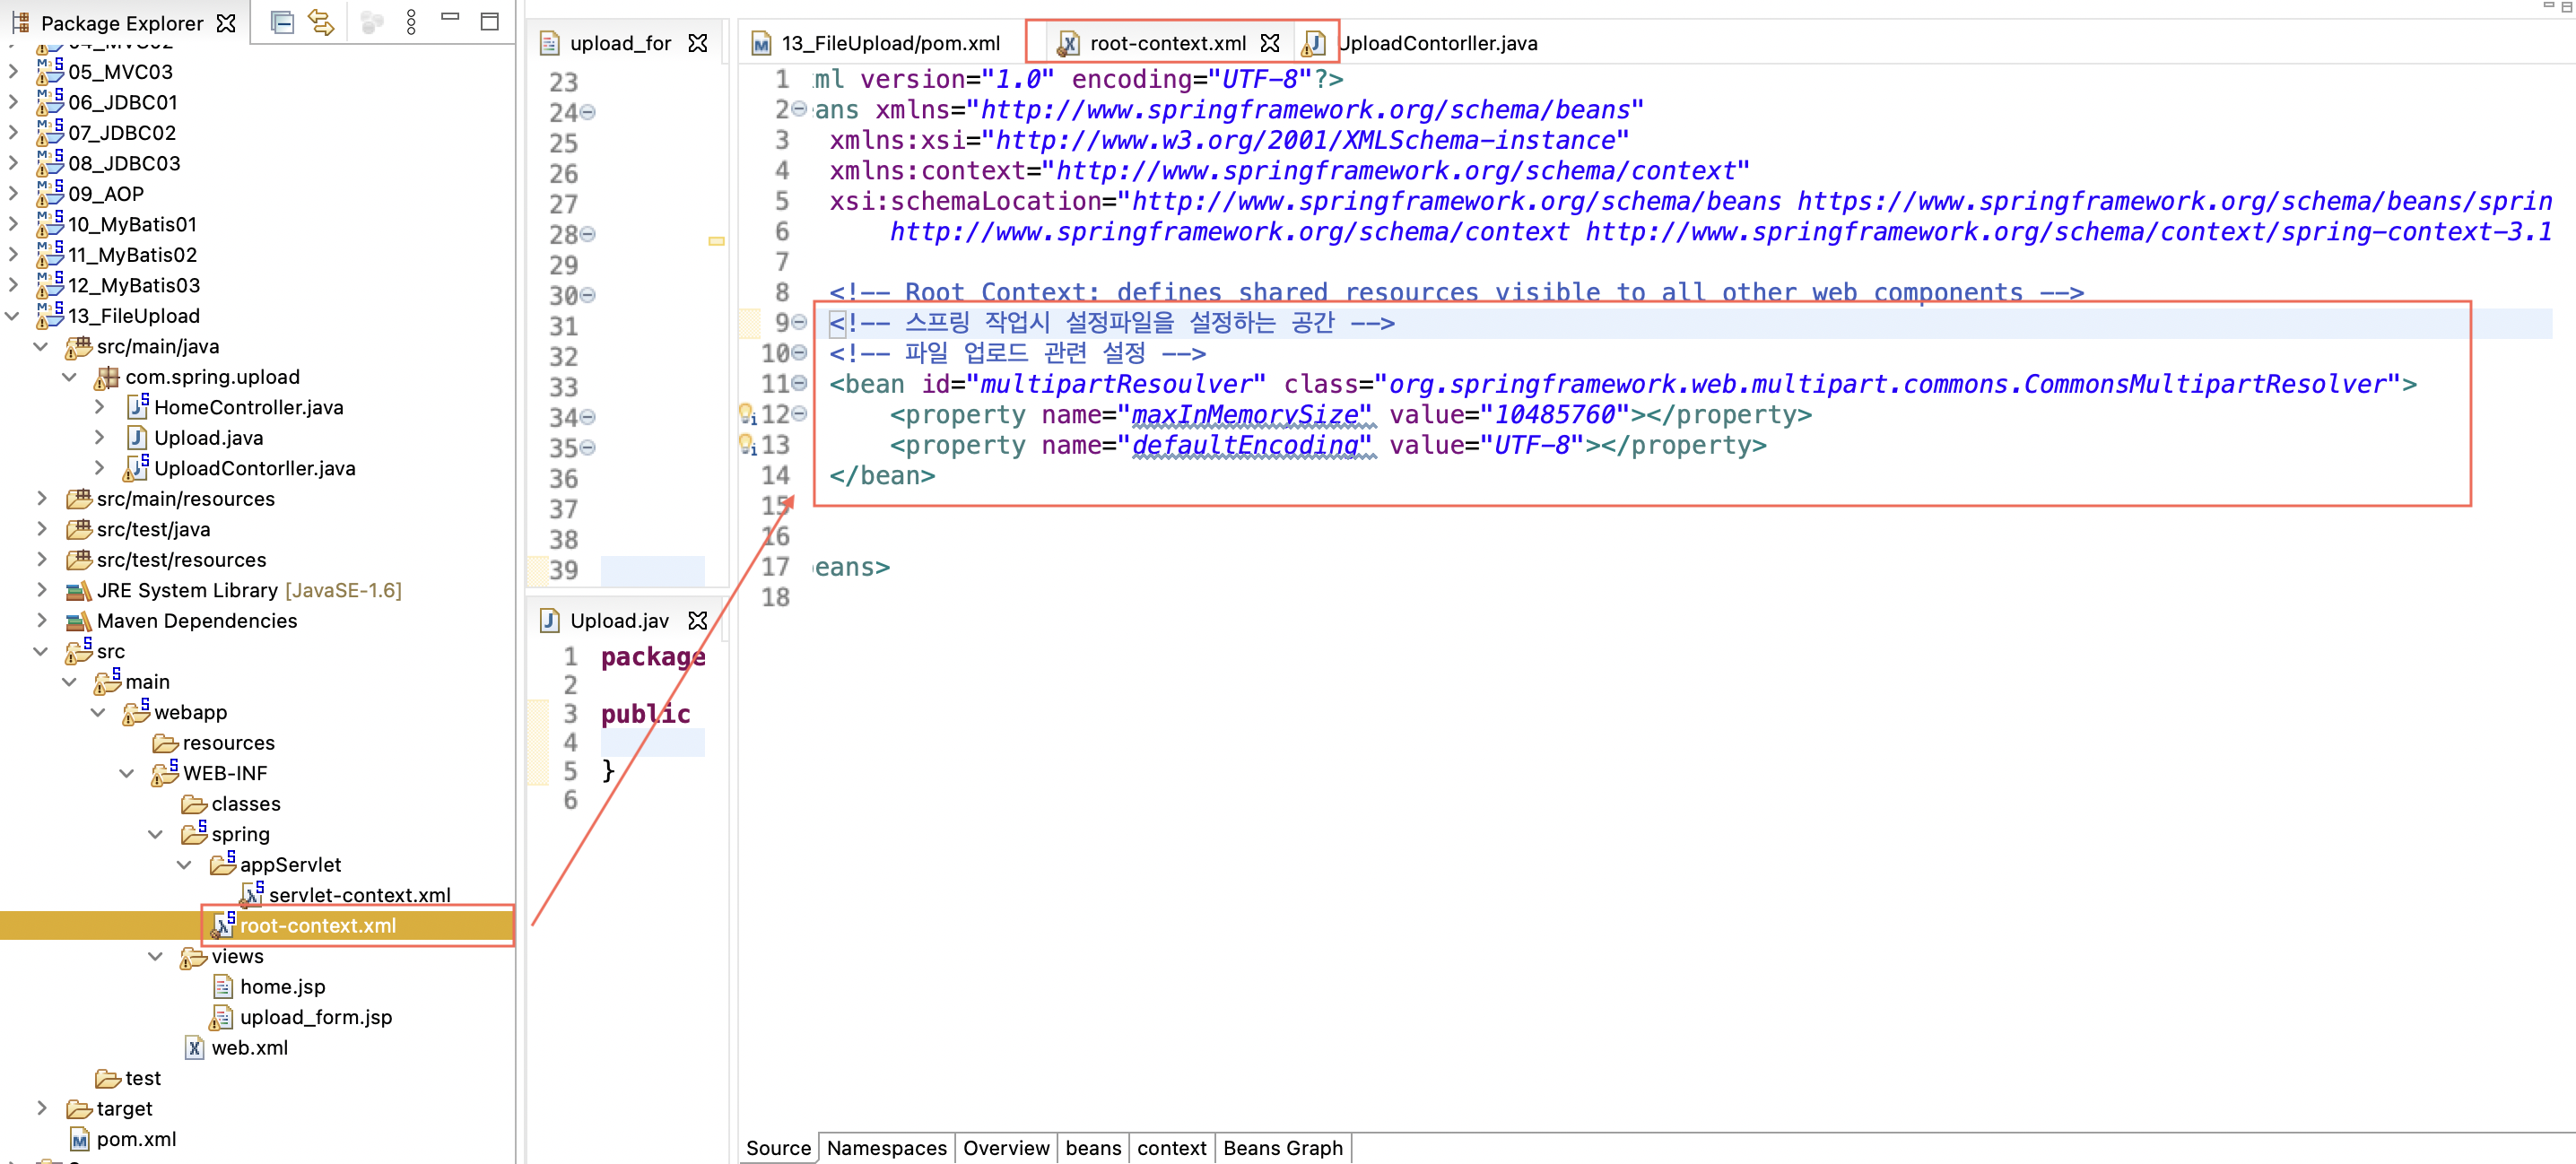 Package Explorer
04_MVC02
05_MVC03
06_JDBC01
07_JDBC02
08_JDBC03
09_AOP
10_MyBatis01
11_MyBatis02
12_MyBatis03
13_FileUpload
src/main/java
com.spring.upload
HomeController.java
Upload.java
UploadContorller.java
src/main/resources
src/test/java
src/test/resources
JRE System Library [JavaSE-1.6]
Maven Dependencies
src
main
webapp
resources
WEB-INF
classes
spring
appServlet
servlet-context.xml
root-context.xml
views
home.jsp
upload_form.jsp
web.xml
test
target
pom.xml
upload_for
23
24
25
26
27
28
29
30
31
32
33
34
35
36
37
38
39
Upload.jav
1 package
2
3 public
4
5 }
6
13_FileUpload/pom.xml root-context.xml UploadContorller.java
1 ml version="1.0" encoding="UTF-8"?>
2 ans xmlns="http://www.springframework.org/schema/beans"
3 xmlns:xsi="http://www.w3.org/2001/XMLSchema-instance"
4 xmlns:context="http://www.springframework.org/schema/context"
5 xsi:schemaLocation="http://www.springframework.org/schema/beans https://www.springframework.org/schema/beans/sprin
6 http://www.springframework.org/schema/context http://www.springframework.org/schema/context/spring-context-3.1
7
8 <!-- Root Context: defines shared resources visible to all other web components -->
9 <!-- 스프링 작업시 설정파일을 설정하는 공간 -->
10 <!-- 파일 업로드 관련 설정 -->
11 <bean id="multipartResoulver" class="org.springframework.web.multipart.commons.CommonsMultipartResolver">
12 <property name="maxInMemorySize" value="10485760"></property>
13 <property name="defaultEncoding" value="UTF-8"></property>
14 </bean>
15
16
17 eans>
18
Source Namespaces Overview beans context Beans Graph